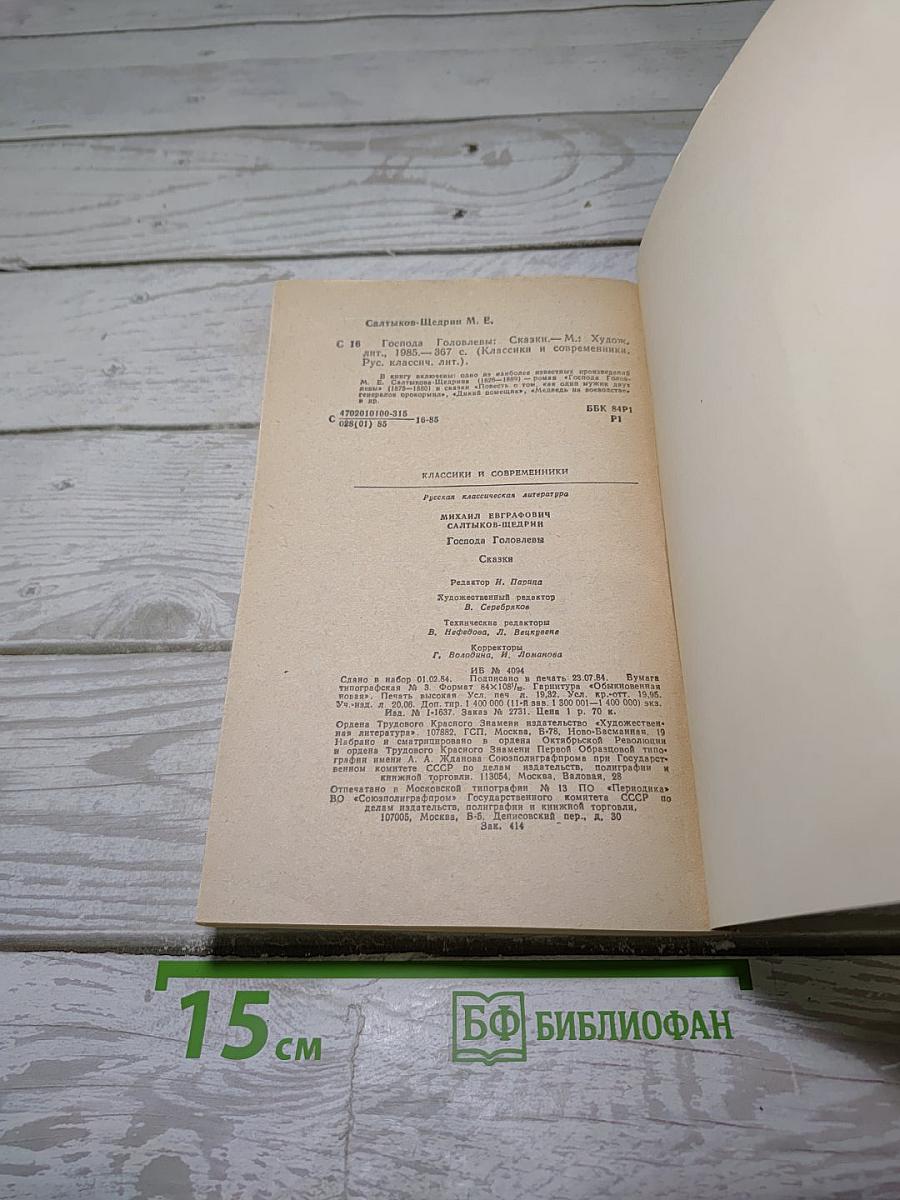 Салтыков-Щедрин М. Е.
С 16 Господа Головлевы: Сказки.— М.: Худож.
лит., 1985.— 367 с. (Классики и современники.
Рус. классич. лит.).
В книгу включены: одно из наиболее известных произведений
М. Е. Салтыкова-Щедрина (1826—1889) — роман «Господа Голов-
левы» (1875—1880) и сказки «Повесть о том, как один мужик двух
генералов прокормил», «Дикий помещик», «Медведь на воеводстве»
и др.
С 4702010100-315
028(01) 85 16-85
ББК 84Р1
Р1
КЛАССИКИ И СОВРЕМЕННИКИ
Русская классическая литература
МИХАИЛ ЕВГРАФОВИЧ
САЛТЫКОВ-ЩЕДРИН
Господа Головлевы
Сказки
Редактор И. Парина
Художественный редактор
В. Серебряков
Технические редакторы
В. Нефедова, Л. Вецкувене
Корректоры
Г. Володина, И. Ломанова
ИБ № 4094
Сдано в набор 01.02.84. Подписано в печать 23.07.84. Бумага
типографская № 3. Формат 84×108¹/₃₂. Гарнитура «Обыкновенная
новая». Печать высокая. Усл. печ. л. 19,32. Усл. кр.-отт. 19,95.
Уч.-изд. л. 20,06. Доп. тир. 1 400 000 (11-й зав. 1 300 001—1 400 000) экз.
Изд. № I-1637. Заказ № 2731. Цена 1 р. 70 к.
Ордена Трудового Красного Знамени издательство «Художествен-
ная литература». 107882, ГСП, Москва, Б-78, Ново-Басманная, 19
Набрано и сматрицировано в ордена Октябрьской Революции
и ордена Трудового Красного Знамени Первой Образцовой типо-
графии имени А. А. Жданова Союзполиграфпрома при Государст-
венном комитете СССР по делам издательств, полиграфии и
книжной торговли. 113054, Москва, Валовая, 28
Отпечатано в Московской типографии № 13 ПО «Периодика»
ВО «Союзполиграфпром» Государственного комитета СССР по
делам издательств, полиграфии и книжной торговли.
107005, Москва, Б-5, Денисовский пер., д. 30
Зак. 414
15 см
БФ БИБЛИОФАН